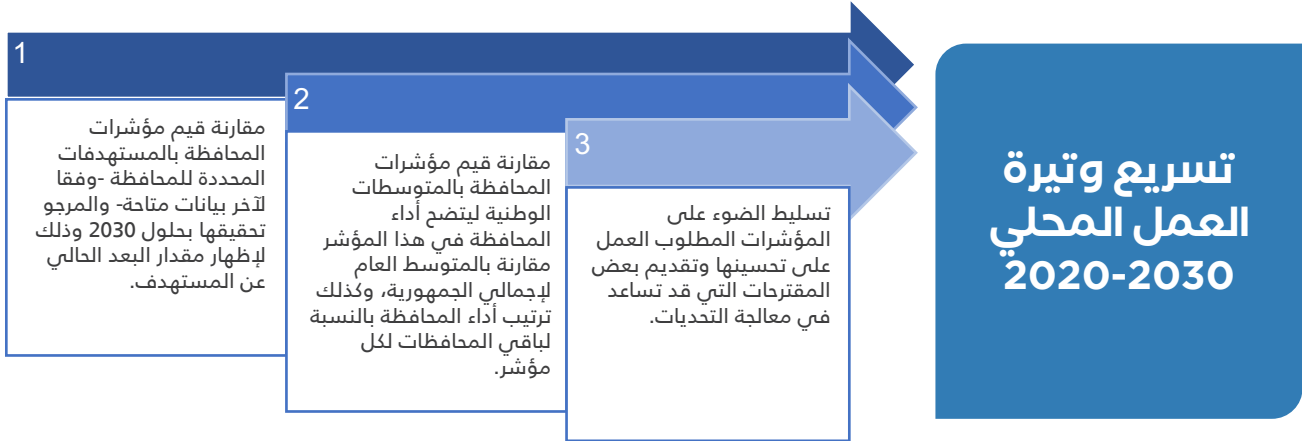 1
مقارنة قيم مؤشرات
المحافظة بالمستهدفات
المحددة للمحافظة -وفقا
لآخر بيانات متاحة- والمرجو
تحقيقها بحلول 2030 وذلك
لإظهار مقدار البعد الحالي
عن المستهدف.
2
مقارنة قيم مؤشرات
المحافظة بالمتوسطات
الوطنية ليتضح أداء
المحافظة في هذا المؤشر
مقارنة بالمتوسط العام
لإجمالي الجمهورية، وكذلك
ترتيب أداء المحافظة بالنسبة
لباقي المحافظات لكل
مؤشر.
3
تسليط الضوء على
المؤشرات المطلوب العمل
على تحسينها وتقديم بعض
المقترحات التي قد تساعد
في معالجة التحديات.
تسريع وتيرة
العمل المحلي
2020-2030